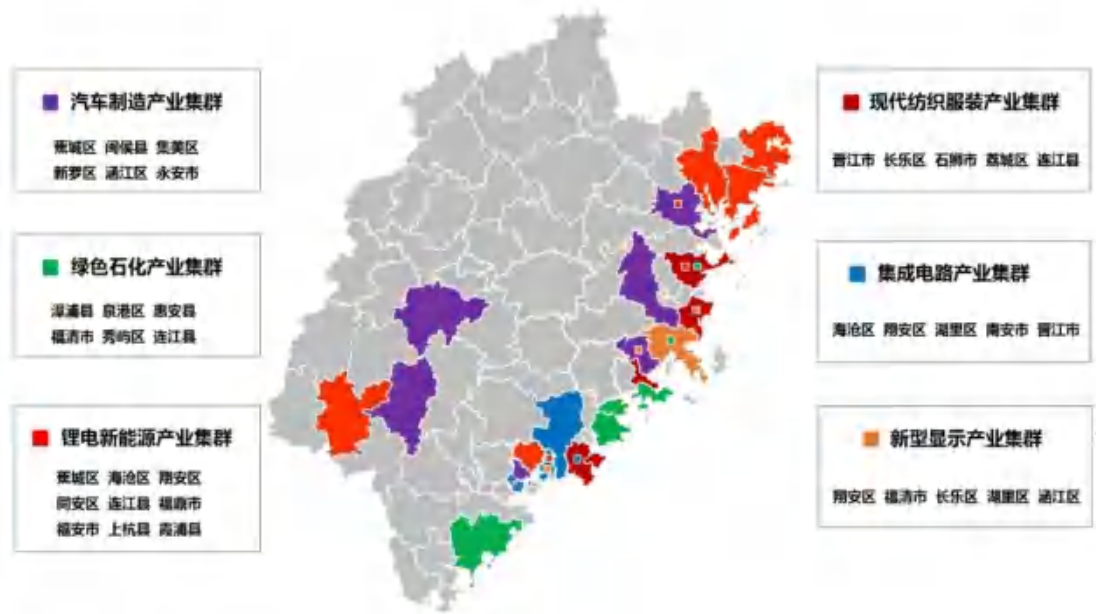 汽车制造产业集群
蕉城区 闽侯县 集美区
新罗区 涵江区 永安市
绿色石化产业集群
漳浦县 泉港区 惠安县
福清市 秀屿区 连江县
锂电新能源产业集群
蕉城区 海沧区 翔安区
同安区 连江县 福鼎市
福安市 上杭县 霞浦县
现代纺织服装产业集群
晋江市 长乐区 石狮市 荔城区 连江县
集成电路产业集群
海沧区 翔安区 湖里区 南安市 晋江市
新型显示产业集群
翔安区 福清市 长乐区 湖里区 涵江区